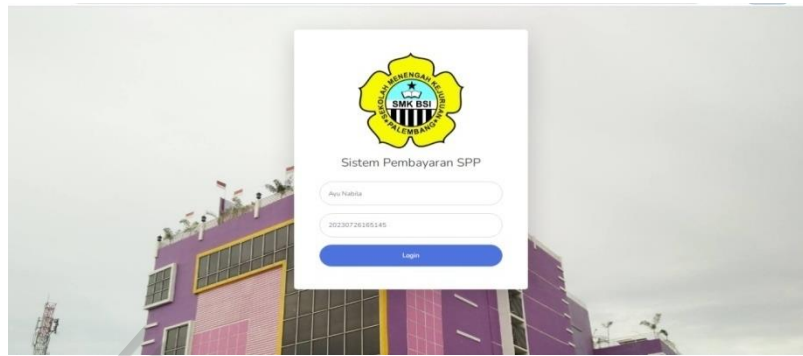 SEKOLAH MENENGAH KEJURUAN
SMK BSI
PALEMBANG
Sistem Pembayaran SPP
Ayu Nabila
20230726165145
Login